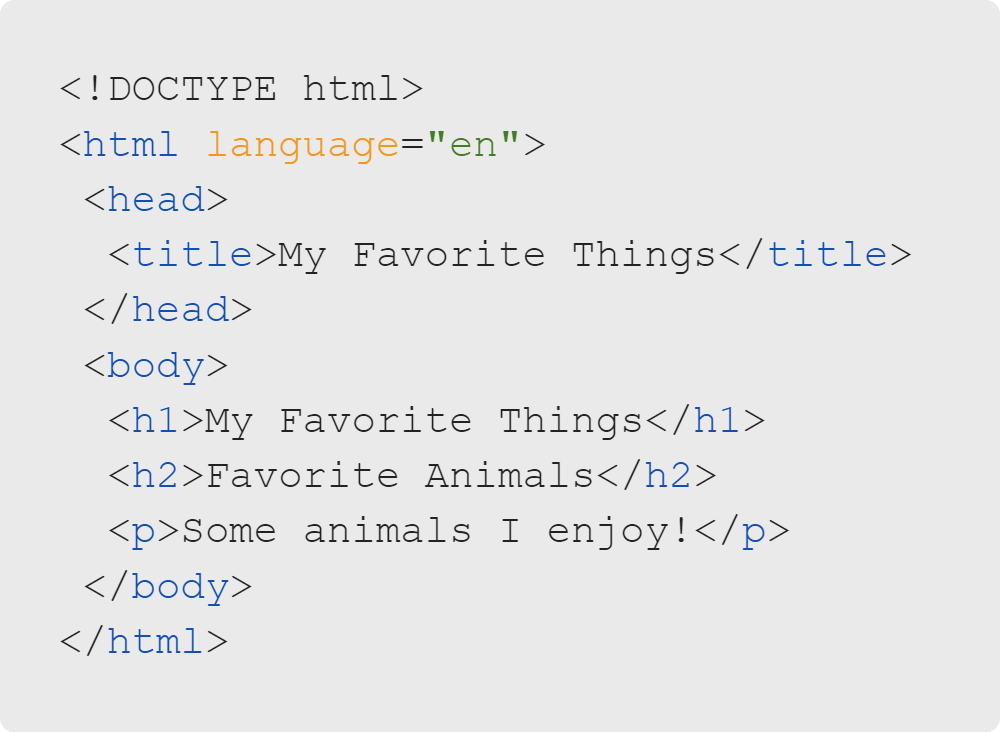 <!DOCTYPE html>
<html language="en">
<head>
<title>My Favorite Things</title>
</head>
<body>
<h1>My Favorite Things</h1>
<h2>Favorite Animals</h2>
<p>Some animals I enjoy!</p>
</body>
</html>